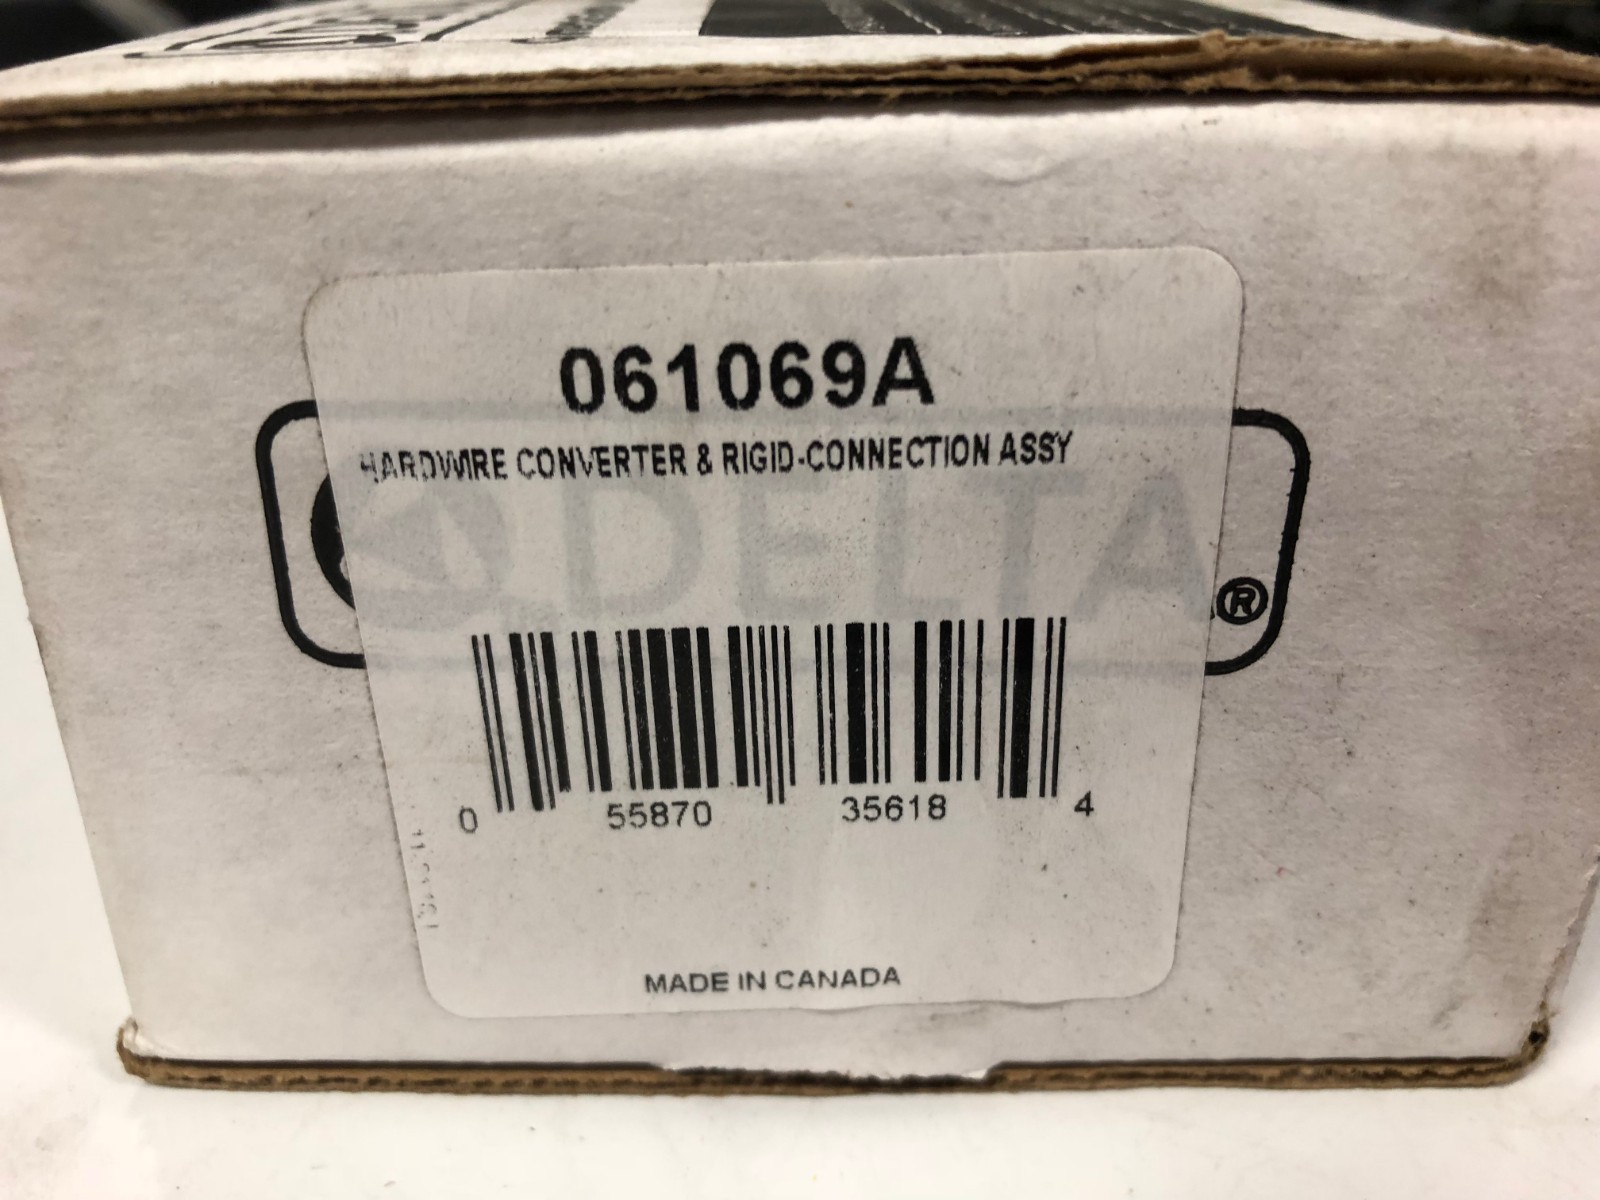 061069A
HARDWIRE CONVERTER & RIGID-CONNECTION ASSY
DELTA
®
0 55870 35618 4
MADE IN CANADA